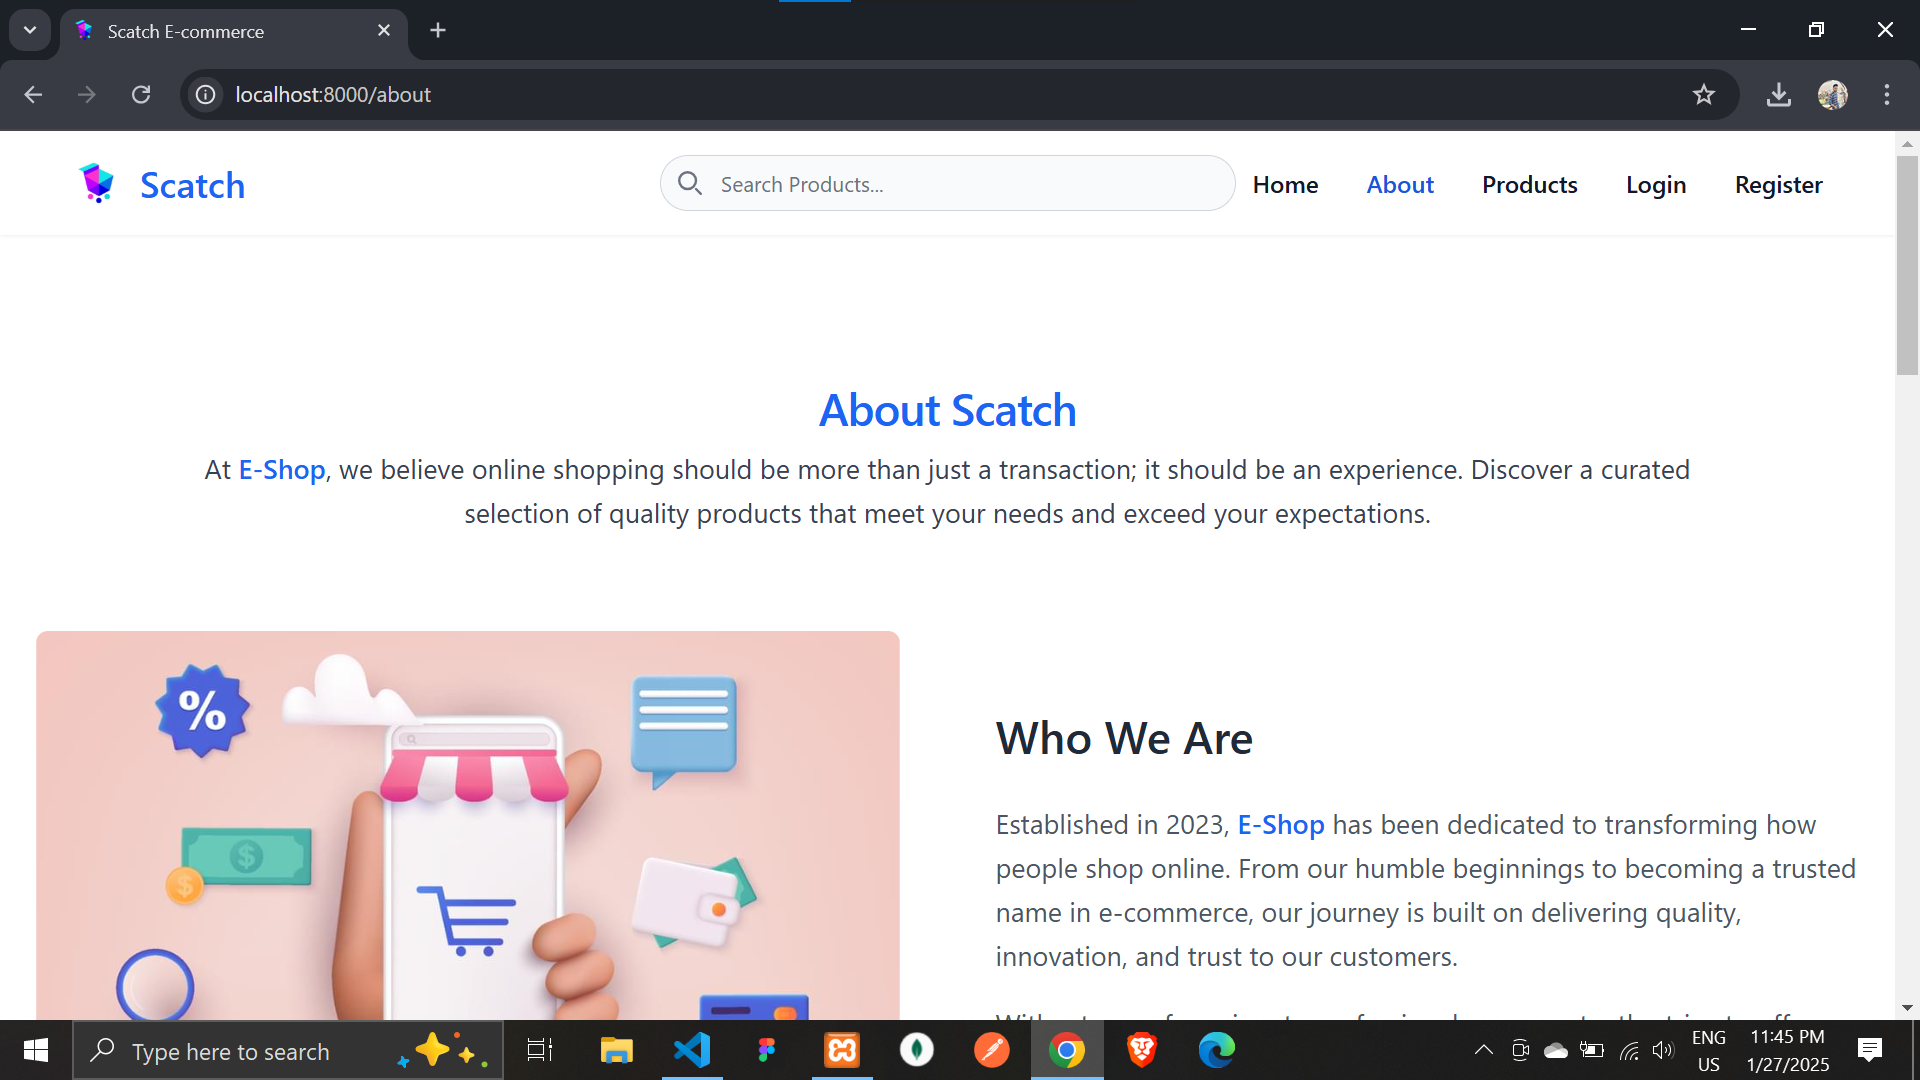 Scatch E-commerce
localhost:8000/about
Scatch
Search Products...
Home
About
Products
Login
Register
About Scatch
At E-Shop, we believe online shopping should be more than just a transaction; it should be an experience. Discover a curated
selection of quality products that meet your needs and exceed your expectations.
%
$
$
Who We Are
Established in 2023, E-Shop has been dedicated to transforming how
people shop online. From our humble beginnings to becoming a trusted
name in e-commerce, our journey is built on delivering quality,
innovation, and trust to our customers.
Type here to search
ENG
US
11:45 PM
1/27/2025